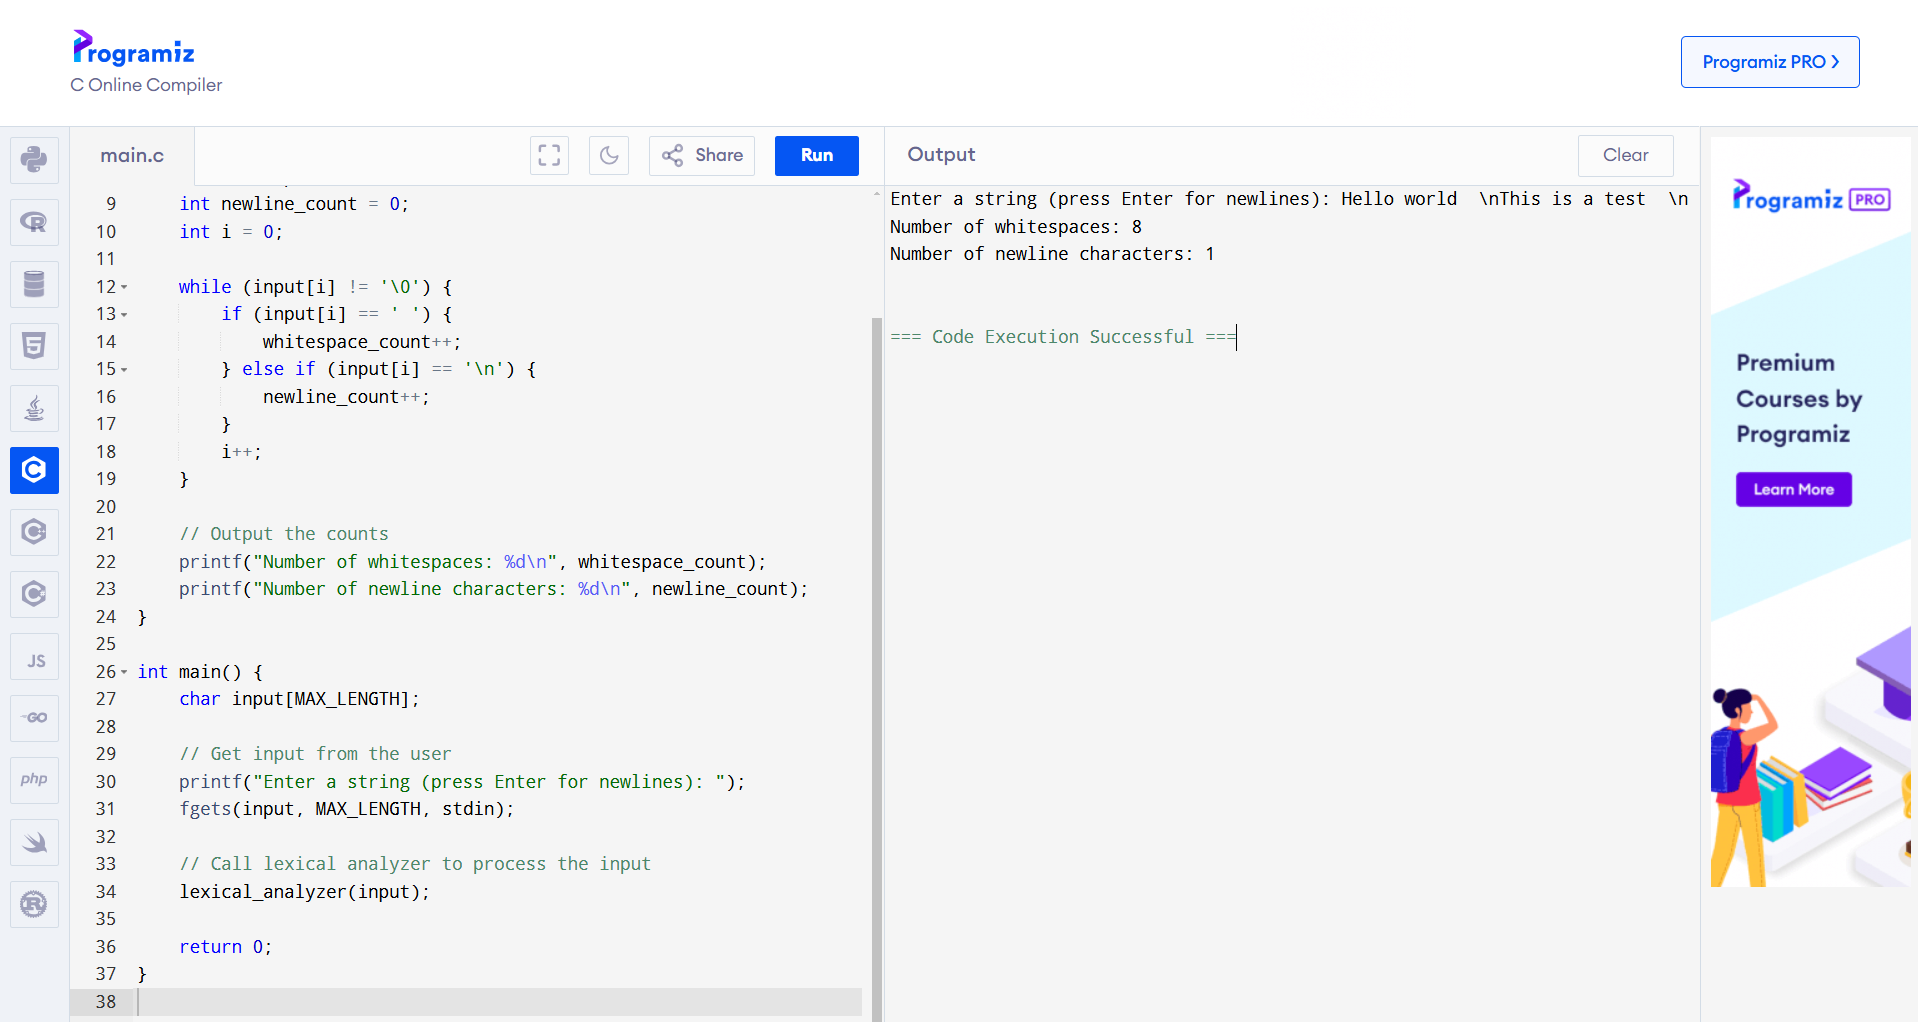 Programiz
C Online Compiler
Programiz PRO ❯
main.c
Share
Run
Output
Clear
9 int newline_count = 0;
10 int i = 0;
11
12 while (input[i] != '\0') {
13 if (input[i] == ' ') {
14 whitespace_count++;
15 } else if (input[i] == '\n') {
16 newline_count++;
17 }
18 i++;
19 }
20
21 // Output the counts
22 printf("Number of whitespaces: %d\n", whitespace_count);
23 printf("Number of newline characters: %d\n", newline_count);
24 }
25
26 int main() {
27 char input[MAX_LENGTH];
28
29 // Get input from the user
30 printf("Enter a string (press Enter for newlines): ");
31 fgets(input, MAX_LENGTH, stdin);
32
33 // Call lexical analyzer to process the input
34 lexical_analyzer(input);
35
36 return 0;
37 }
38
Enter a string (press Enter for newlines): Hello world  \nThis is a test  \n
Number of whitespaces: 8
Number of newline characters: 1
=== Code Execution Successful ===
R
5
C
C
C
JS
GO
php
R
Programiz PRO
Premium
Courses by
Programiz
Learn More